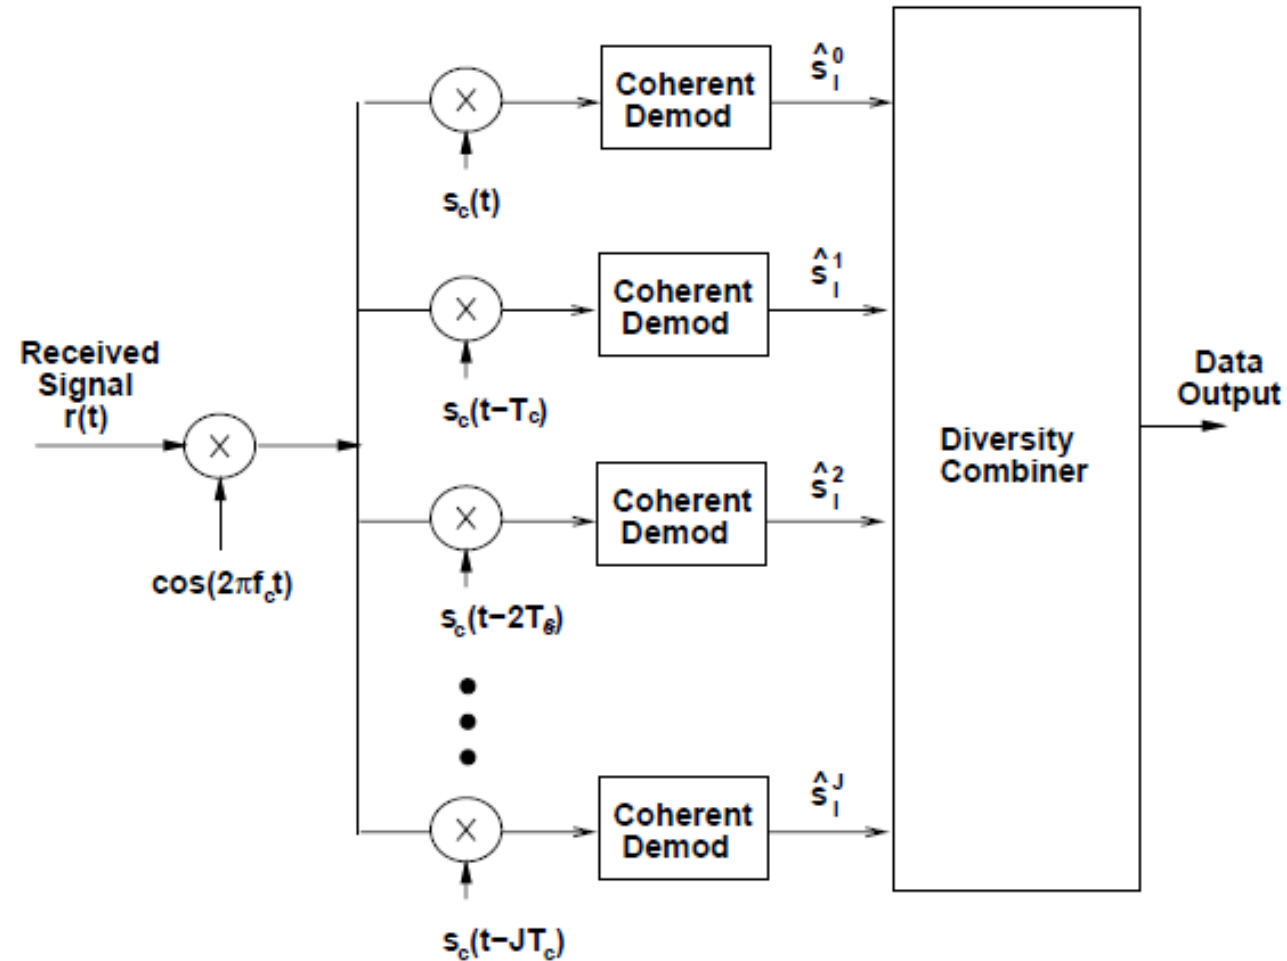 Coherent
Demod
ŝ_l^0
s_c(t)
Coherent
Demod
ŝ_l^1
s_c(t−T_c)
Received
Signal
r(t)
cos(2πf_ct)
Coherent
Demod
ŝ_l^2
s_c(t−2T_c)
Coherent
Demod
ŝ_l^J
s_c(t−JT_c)
Diversity
Combiner
Data
Output